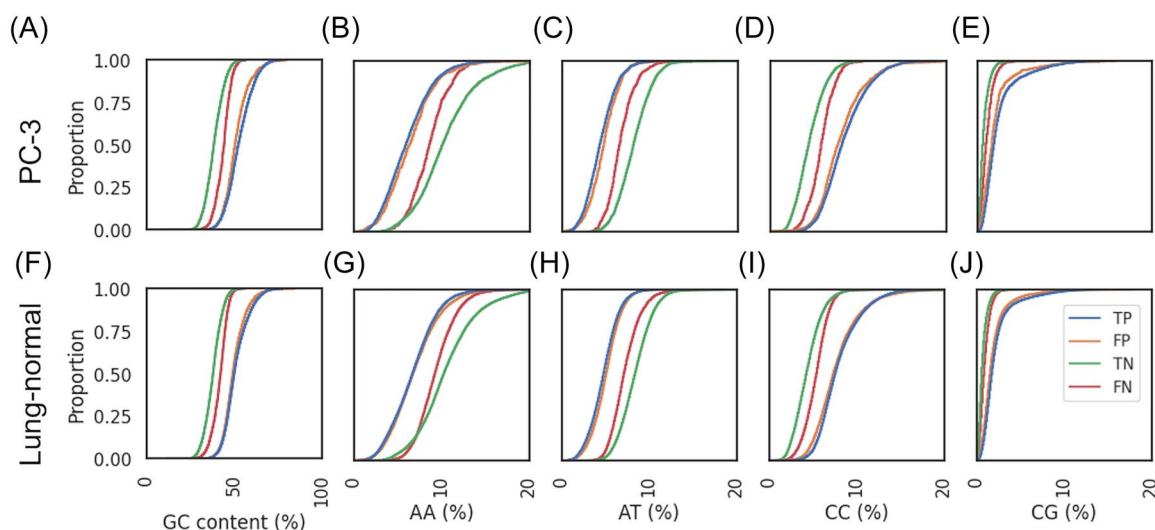 (A) (B) (C) (D) (E)
PC-3
Proportion
1.00
0.75
0.50
0.25
0.00
(F) (G) (H) (I) (J)
Lung-normal
Proportion
1.00
0.75
0.50
0.25
0.00
TP
FP
TN
FN
0 50 100 0 10 20 0 10 20 0 10 20 0 10 20
GC content (%) AA (%) AT (%) CC (%) CG (%)